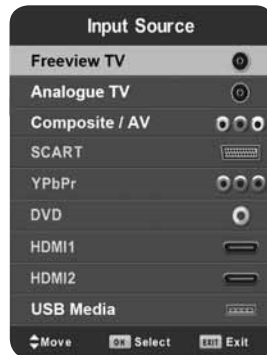 Input Source
Freeview TV
Analogue TV
Composite / AV
SCART
YPbPr
DVD
HDMI1
HDMI2
USB Media
Move OK Select EXIT Exit